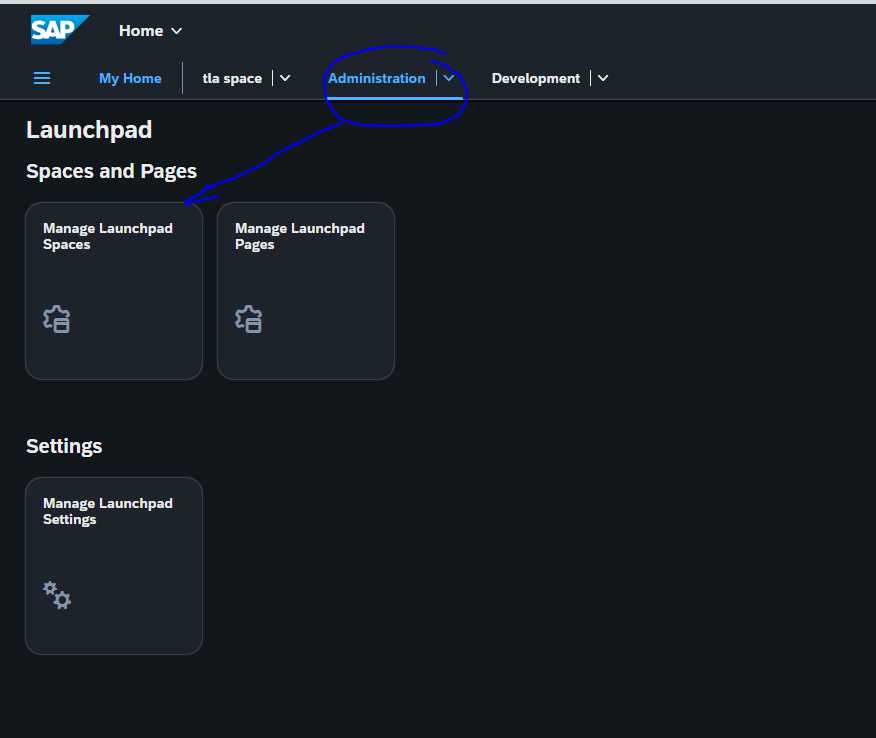 SAP Home
My Home tla space Administration Development
Launchpad
Spaces and Pages
Manage Launchpad Spaces
Manage Launchpad Pages
Settings
Manage Launchpad Settings